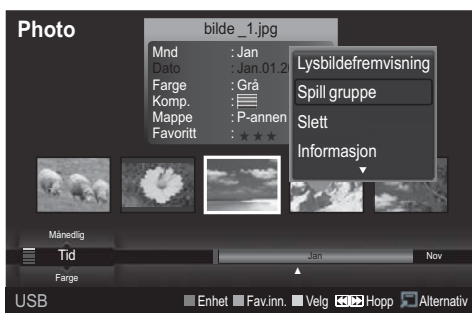 Photo
bilde _1.jpg
Mnd : Jan
Dato : Jan.01.2
Farge : Grå
Komp. :
Mappe : P-annen
Favoritt : ★ ★ ★
Lysbildefremvisning
Spill gruppe
Slett
Informasjon
Månedlig
Tid
Farge
Jan
Nov
USB
Enhet Fav.inn. Velg Hopp Alternativ